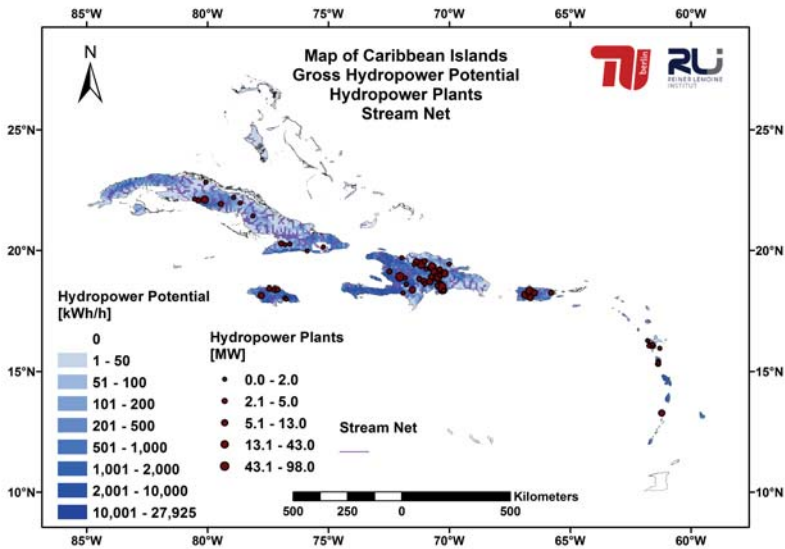 85°W 80°W 75°W 70°W 65°W 60°W
N
Map of Caribbean Islands
Gross Hydropower Potential
Hydropower Plants
Stream Net
berlin
RLI
REINER LEMOINE
INSTITUT
25°N 25°N
20°N 20°N
15°N 15°N
10°N 10°N
Hydropower Potential
[kWh/h]
0
1 - 50
51 - 100
101 - 200
201 - 500
501 - 1,000
1,001 - 2,000
2,001 - 10,000
10,001 - 27,925
Hydropower Plants
[MW]
0.0 - 2.0
2.1 - 5.0
5.1 - 13.0
13.1 - 43.0
43.1 - 98.0
Stream Net
Kilometers
500 250 0 500
85°W 80°W 75°W 70°W 65°W 60°W